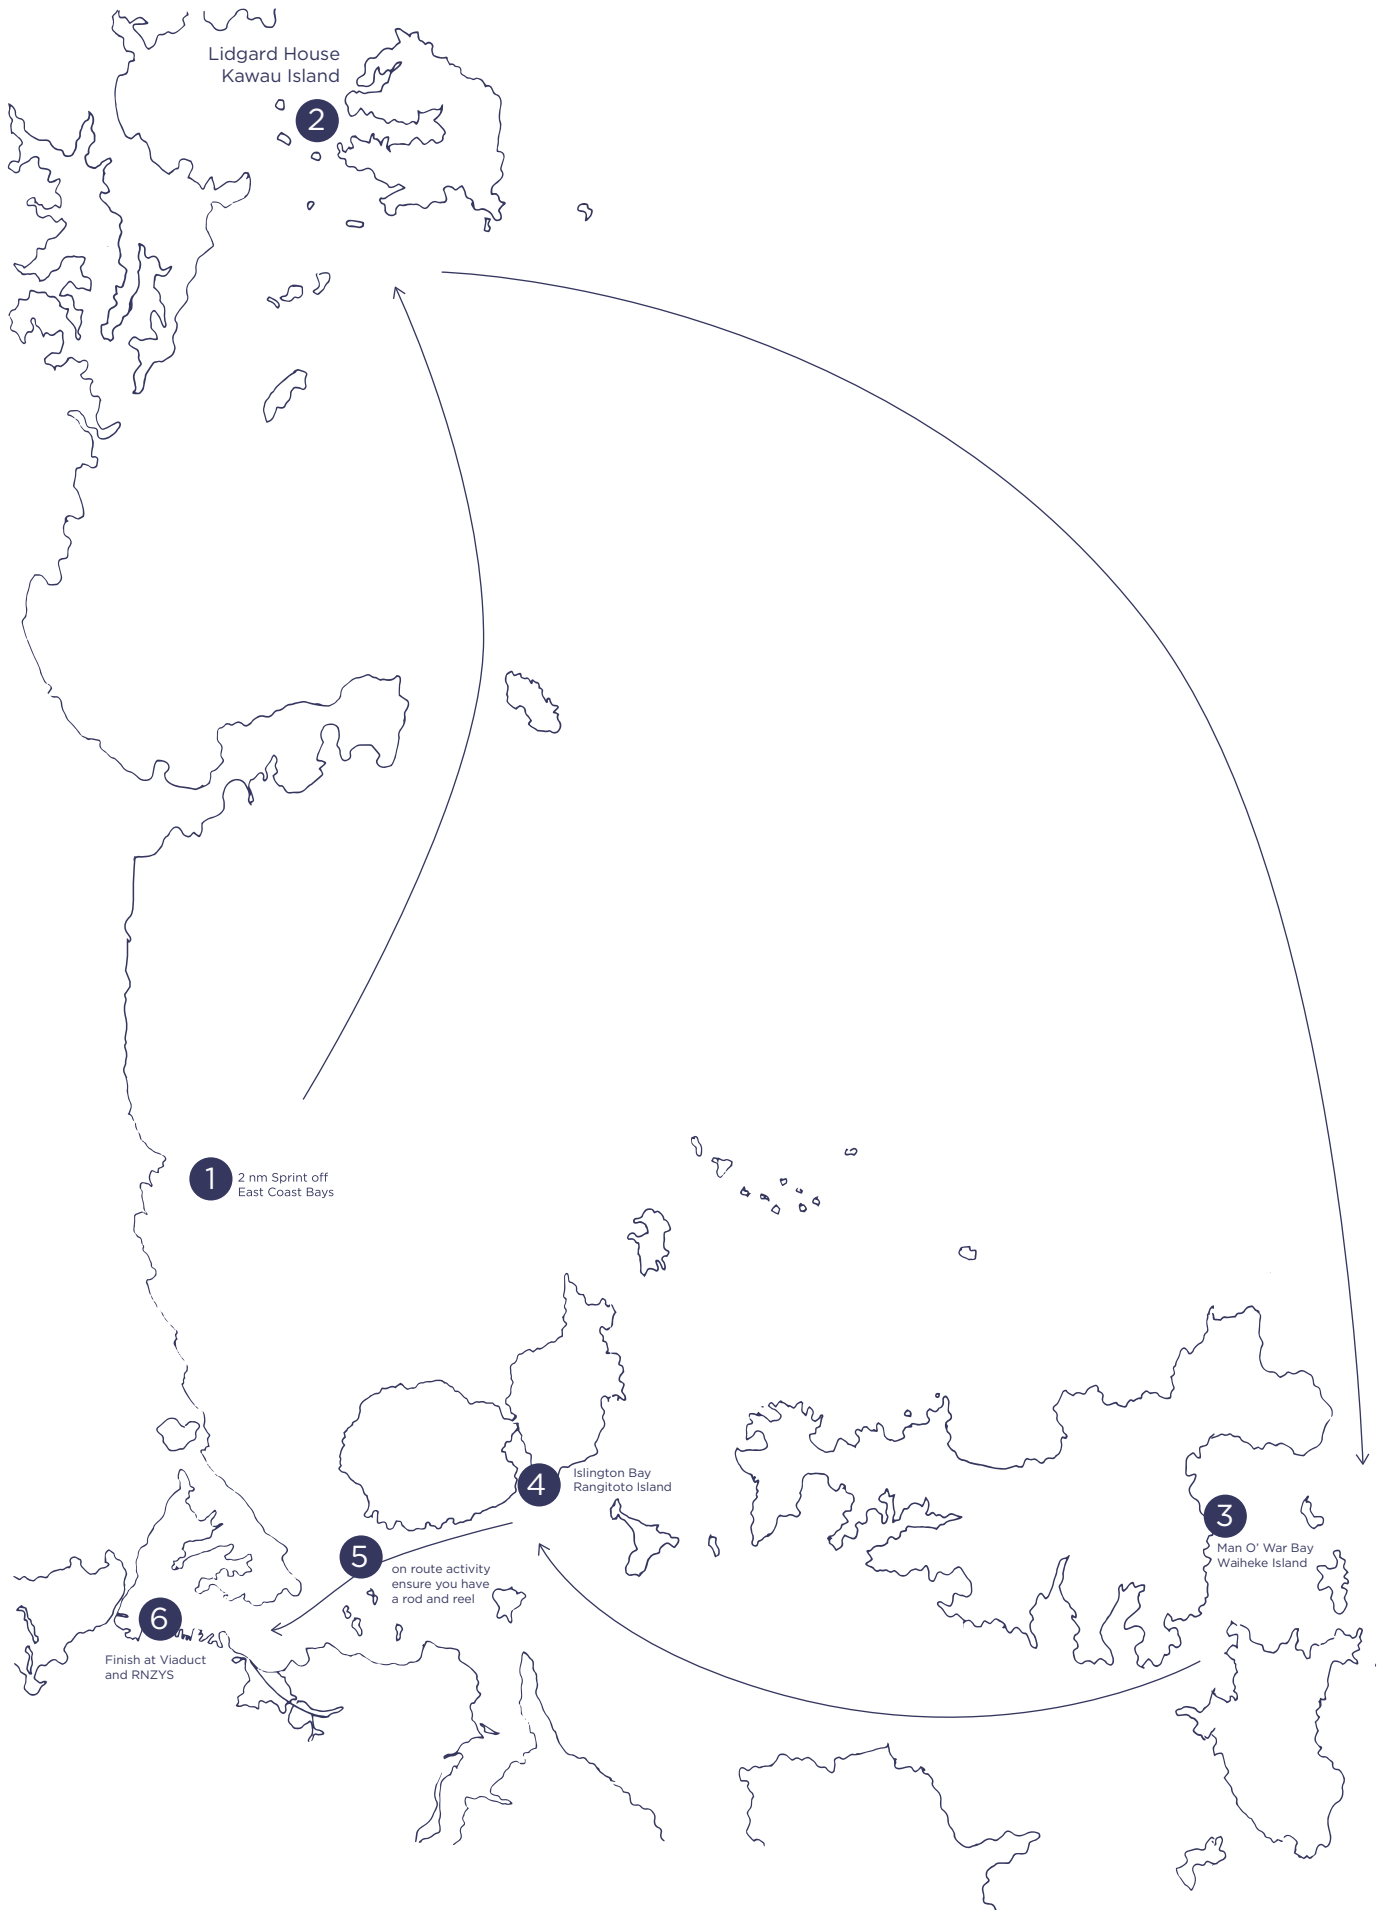 Lidgard House
Kawau Island
2
1
2 nm Sprint off
East Coast Bays
4
Islington Bay
Rangitoto Island
3
Man O' War Bay
Waiheke Island
5
on route activity
ensure you have
a rod and reel
6
Finish at Viaduct
and RNZYS